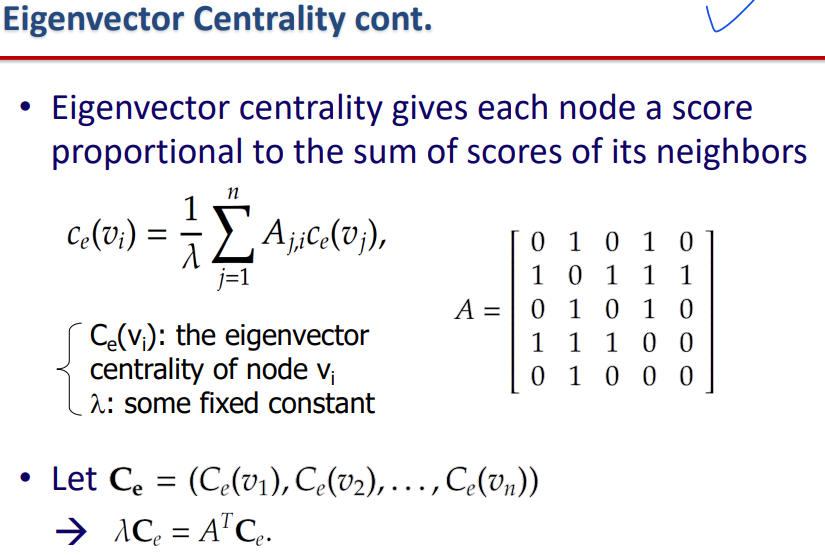 Eigenvector Centrality cont.
• Eigenvector centrality gives each node a score
proportional to the sum of scores of its neighbors
c_e(v_i) = \frac{1}{λ} \sum_{j=1}^{n} A_{j,i} c_e(v_j),
C_e(v_i): the eigenvector
centrality of node v_i
λ: some fixed constant
A =
0 1 0 1 0
1 0 1 1 1
0 1 0 1 0
1 1 1 0 0
0 1 0 0 0
• Let C_e = (C_e(v_1), C_e(v_2), . . . , C_e(v_n))
→ λC_e = A^T C_e.